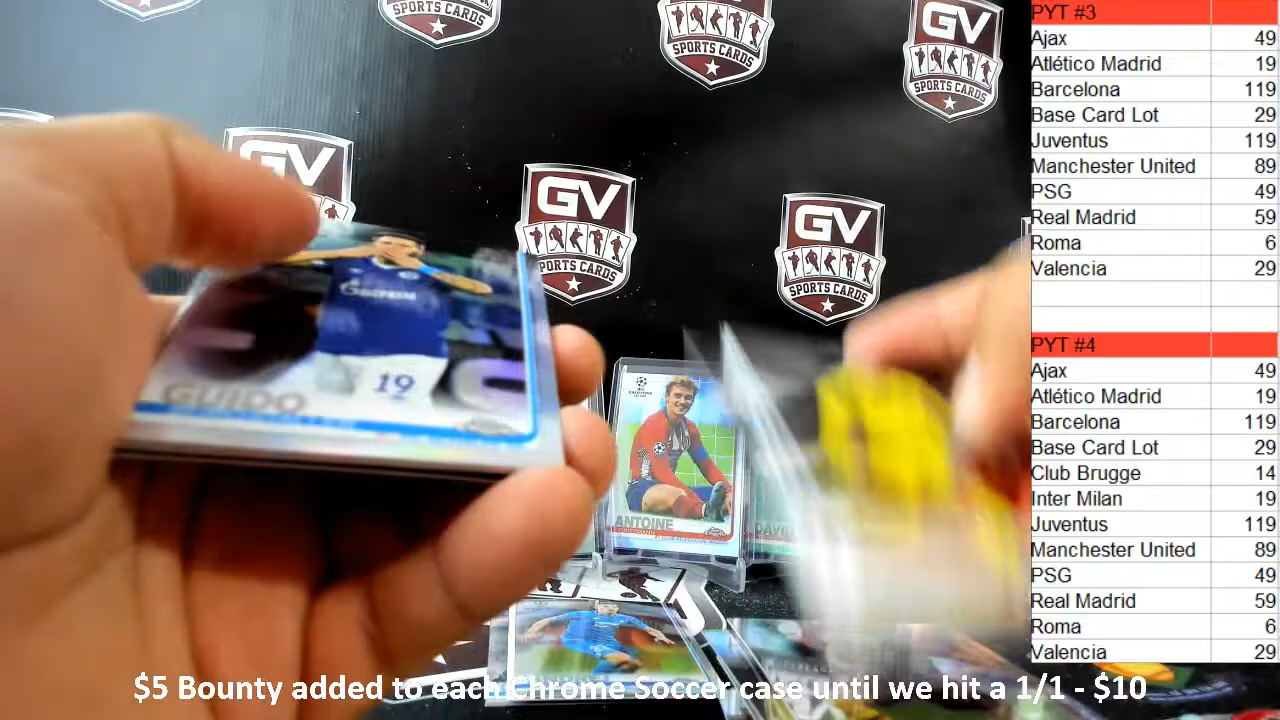 GV
SPORTS CARDS
SPORTS CARDS
SPORTS CARDS
GV
GV
SPORTS CARDS
GV
SPORTS CARDS
GUIDO
19
ANTOINE
DAVID
PYT #3
Ajax 49
Atlético Madrid 19
Barcelona 119
Base Card Lot 29
Juventus 119
Manchester United 89
PSG 49
Real Madrid 59
Roma 6
Valencia 29
PYT #4
Ajax 49
Atlético Madrid 19
Barcelona 119
Base Card Lot 29
Club Brugge 14
Inter Milan 19
Juventus 119
Manchester United 89
PSG 49
Real Madrid 59
Roma 6
Valencia 29
$5 Bounty added to each Chrome Soccer case until we hit a 1/1 - $10